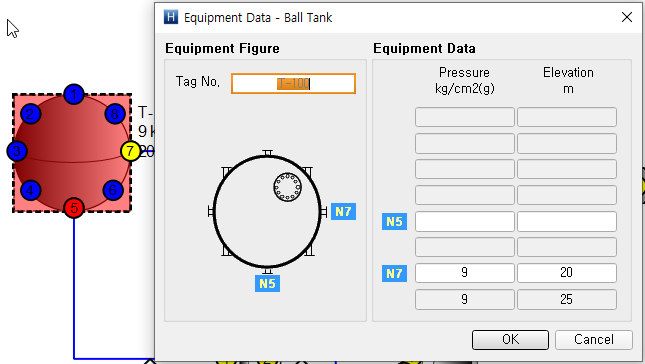 H Equipment Data - Ball Tank
Equipment Figure
Equipment Data
Tag No, T-100
Pressure
kg/cm2(g)
Elevation
m
N5
N7
9 20
9 25
N7
N5
OK
Cancel
1
2
8
3
7
4
6
5
T-
9 K
20